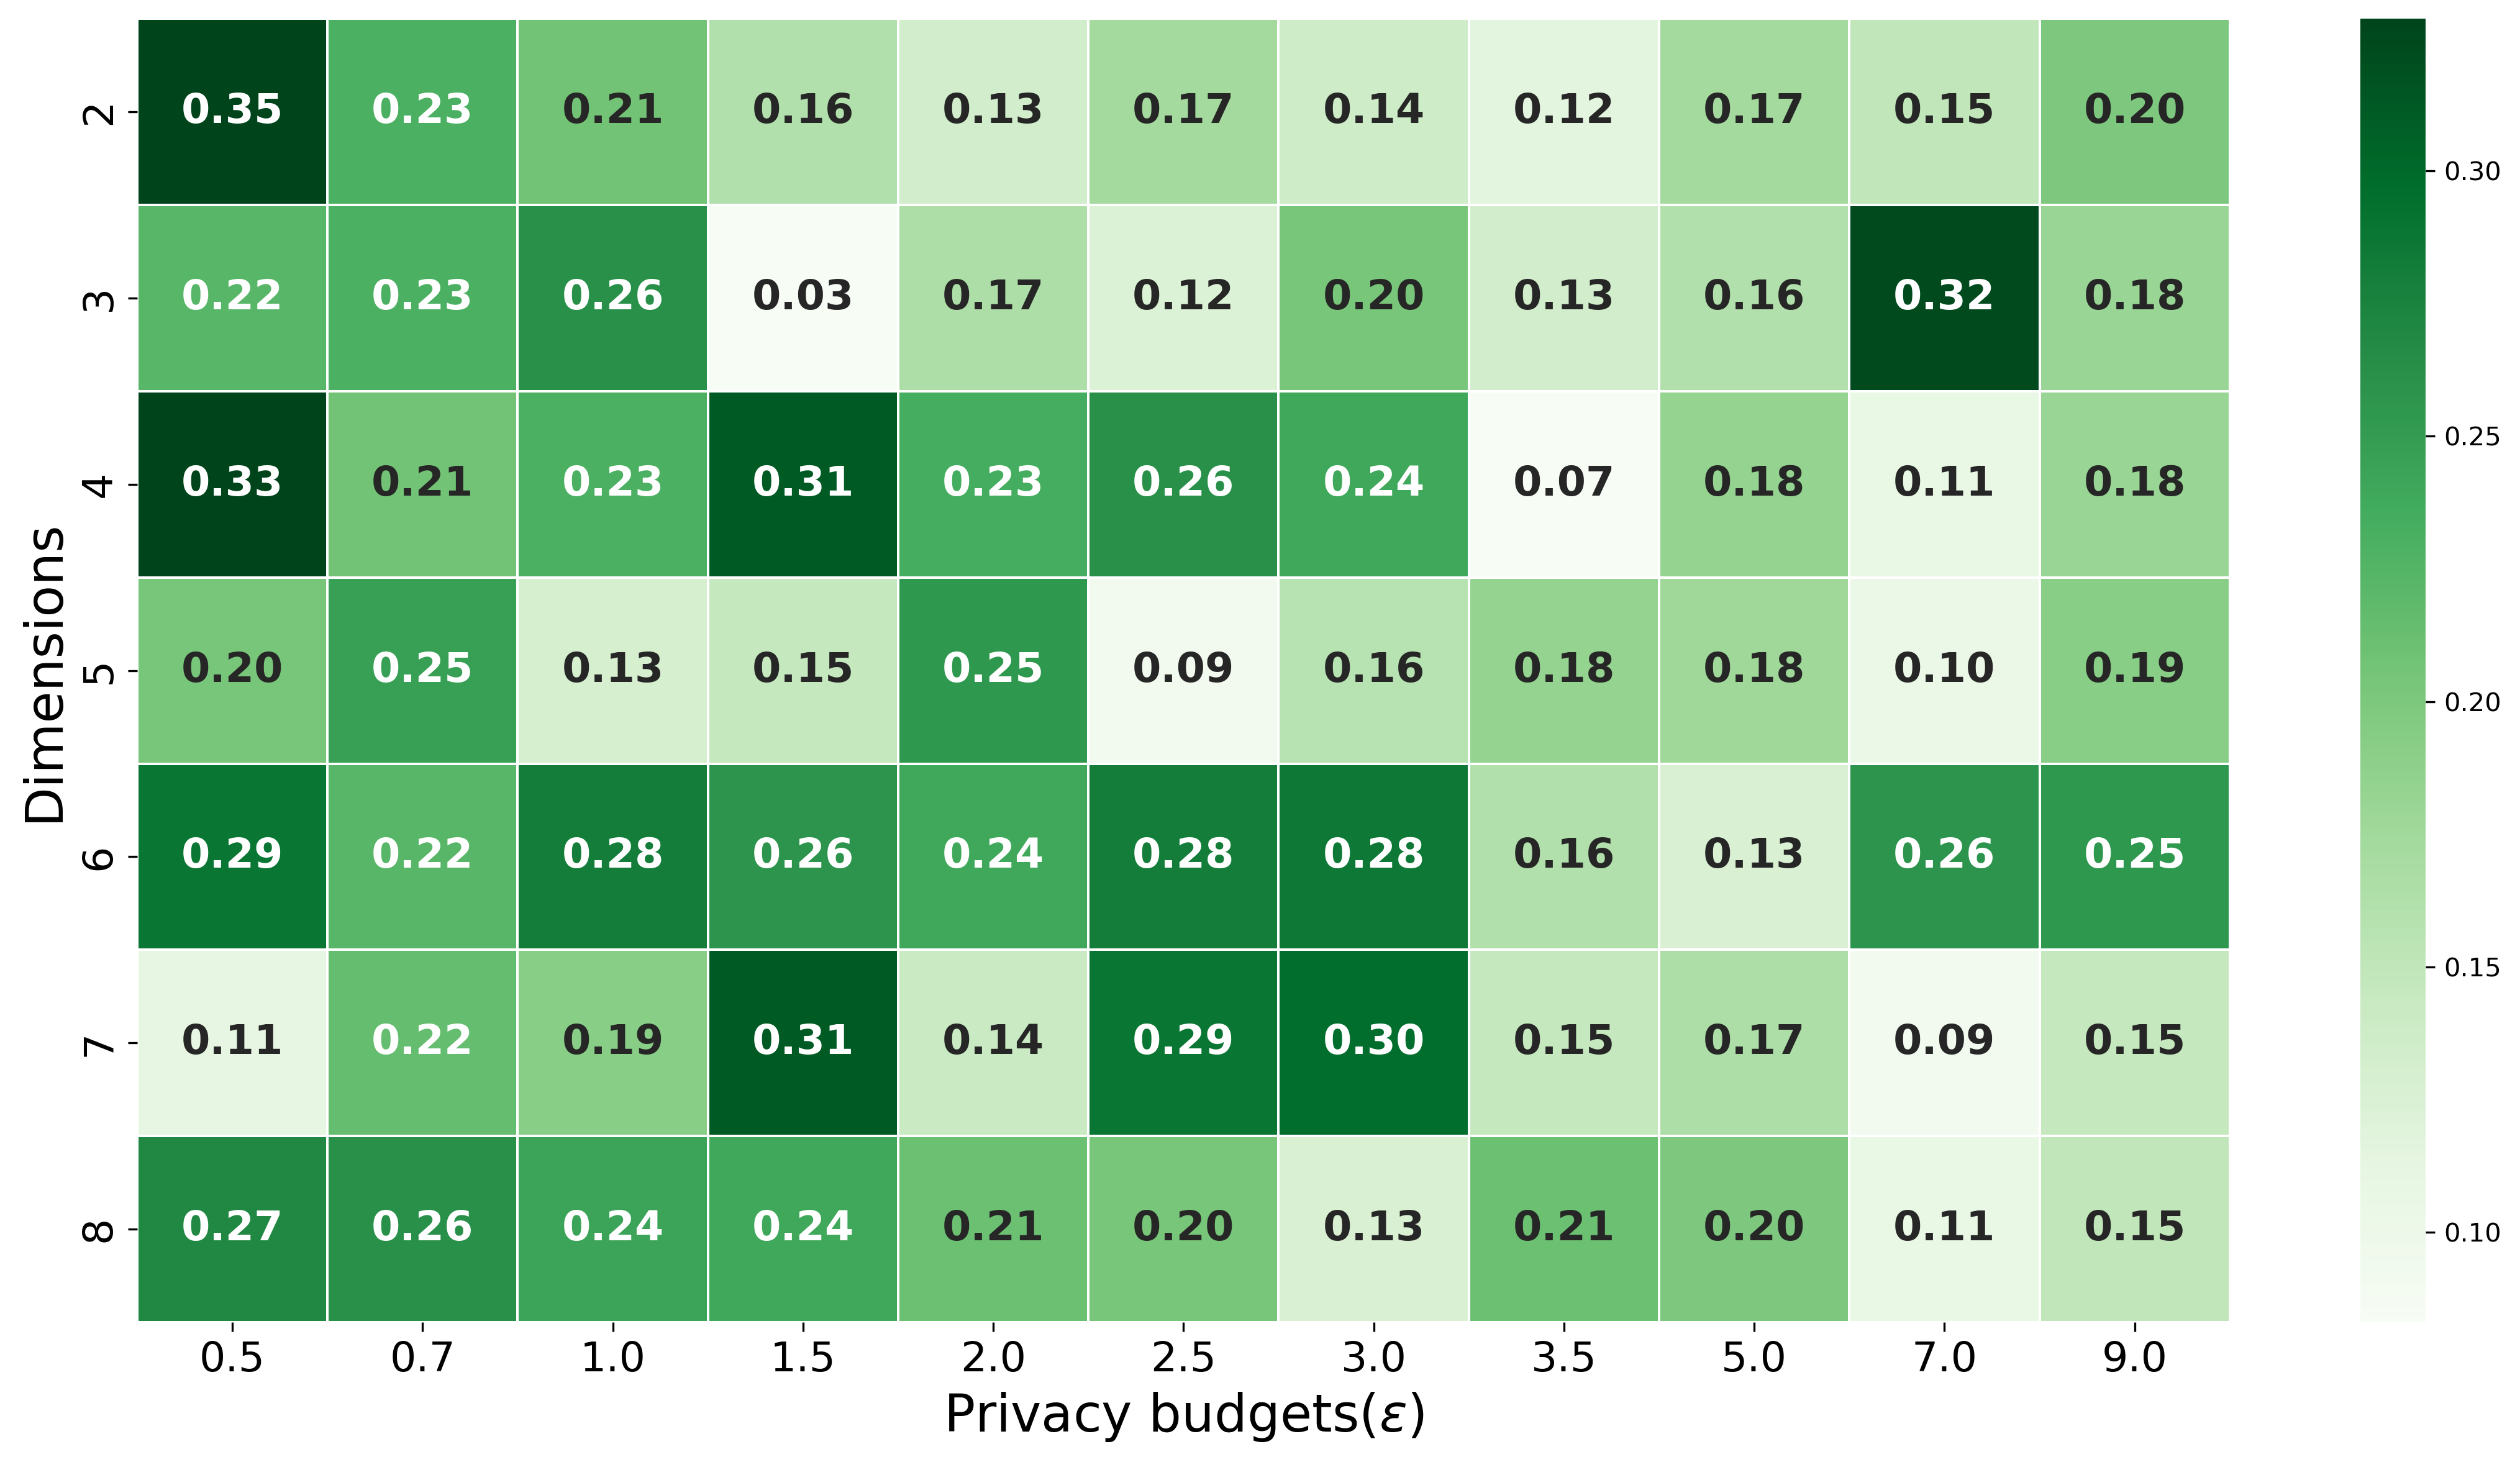 2 0.35 0.23 0.21 0.16 0.13 0.17 0.14 0.12 0.17 0.15 0.20
3 0.22 0.23 0.26 0.03 0.17 0.12 0.20 0.13 0.16 0.32 0.18
4 0.33 0.21 0.23 0.31 0.23 0.26 0.24 0.07 0.18 0.11 0.18
5 0.20 0.25 0.13 0.15 0.25 0.09 0.16 0.18 0.18 0.10 0.19
6 0.29 0.22 0.28 0.26 0.24 0.28 0.28 0.16 0.13 0.26 0.25
7 0.11 0.22 0.19 0.31 0.14 0.29 0.30 0.15 0.17 0.09 0.15
8 0.27 0.26 0.24 0.24 0.21 0.20 0.13 0.21 0.20 0.11 0.15
0.5 0.7 1.0 1.5 2.0 2.5 3.0 3.5 5.0 7.0 9.0
Privacy budgets(ε)
Dimensions
0.30
0.25
0.20
0.15
0.10